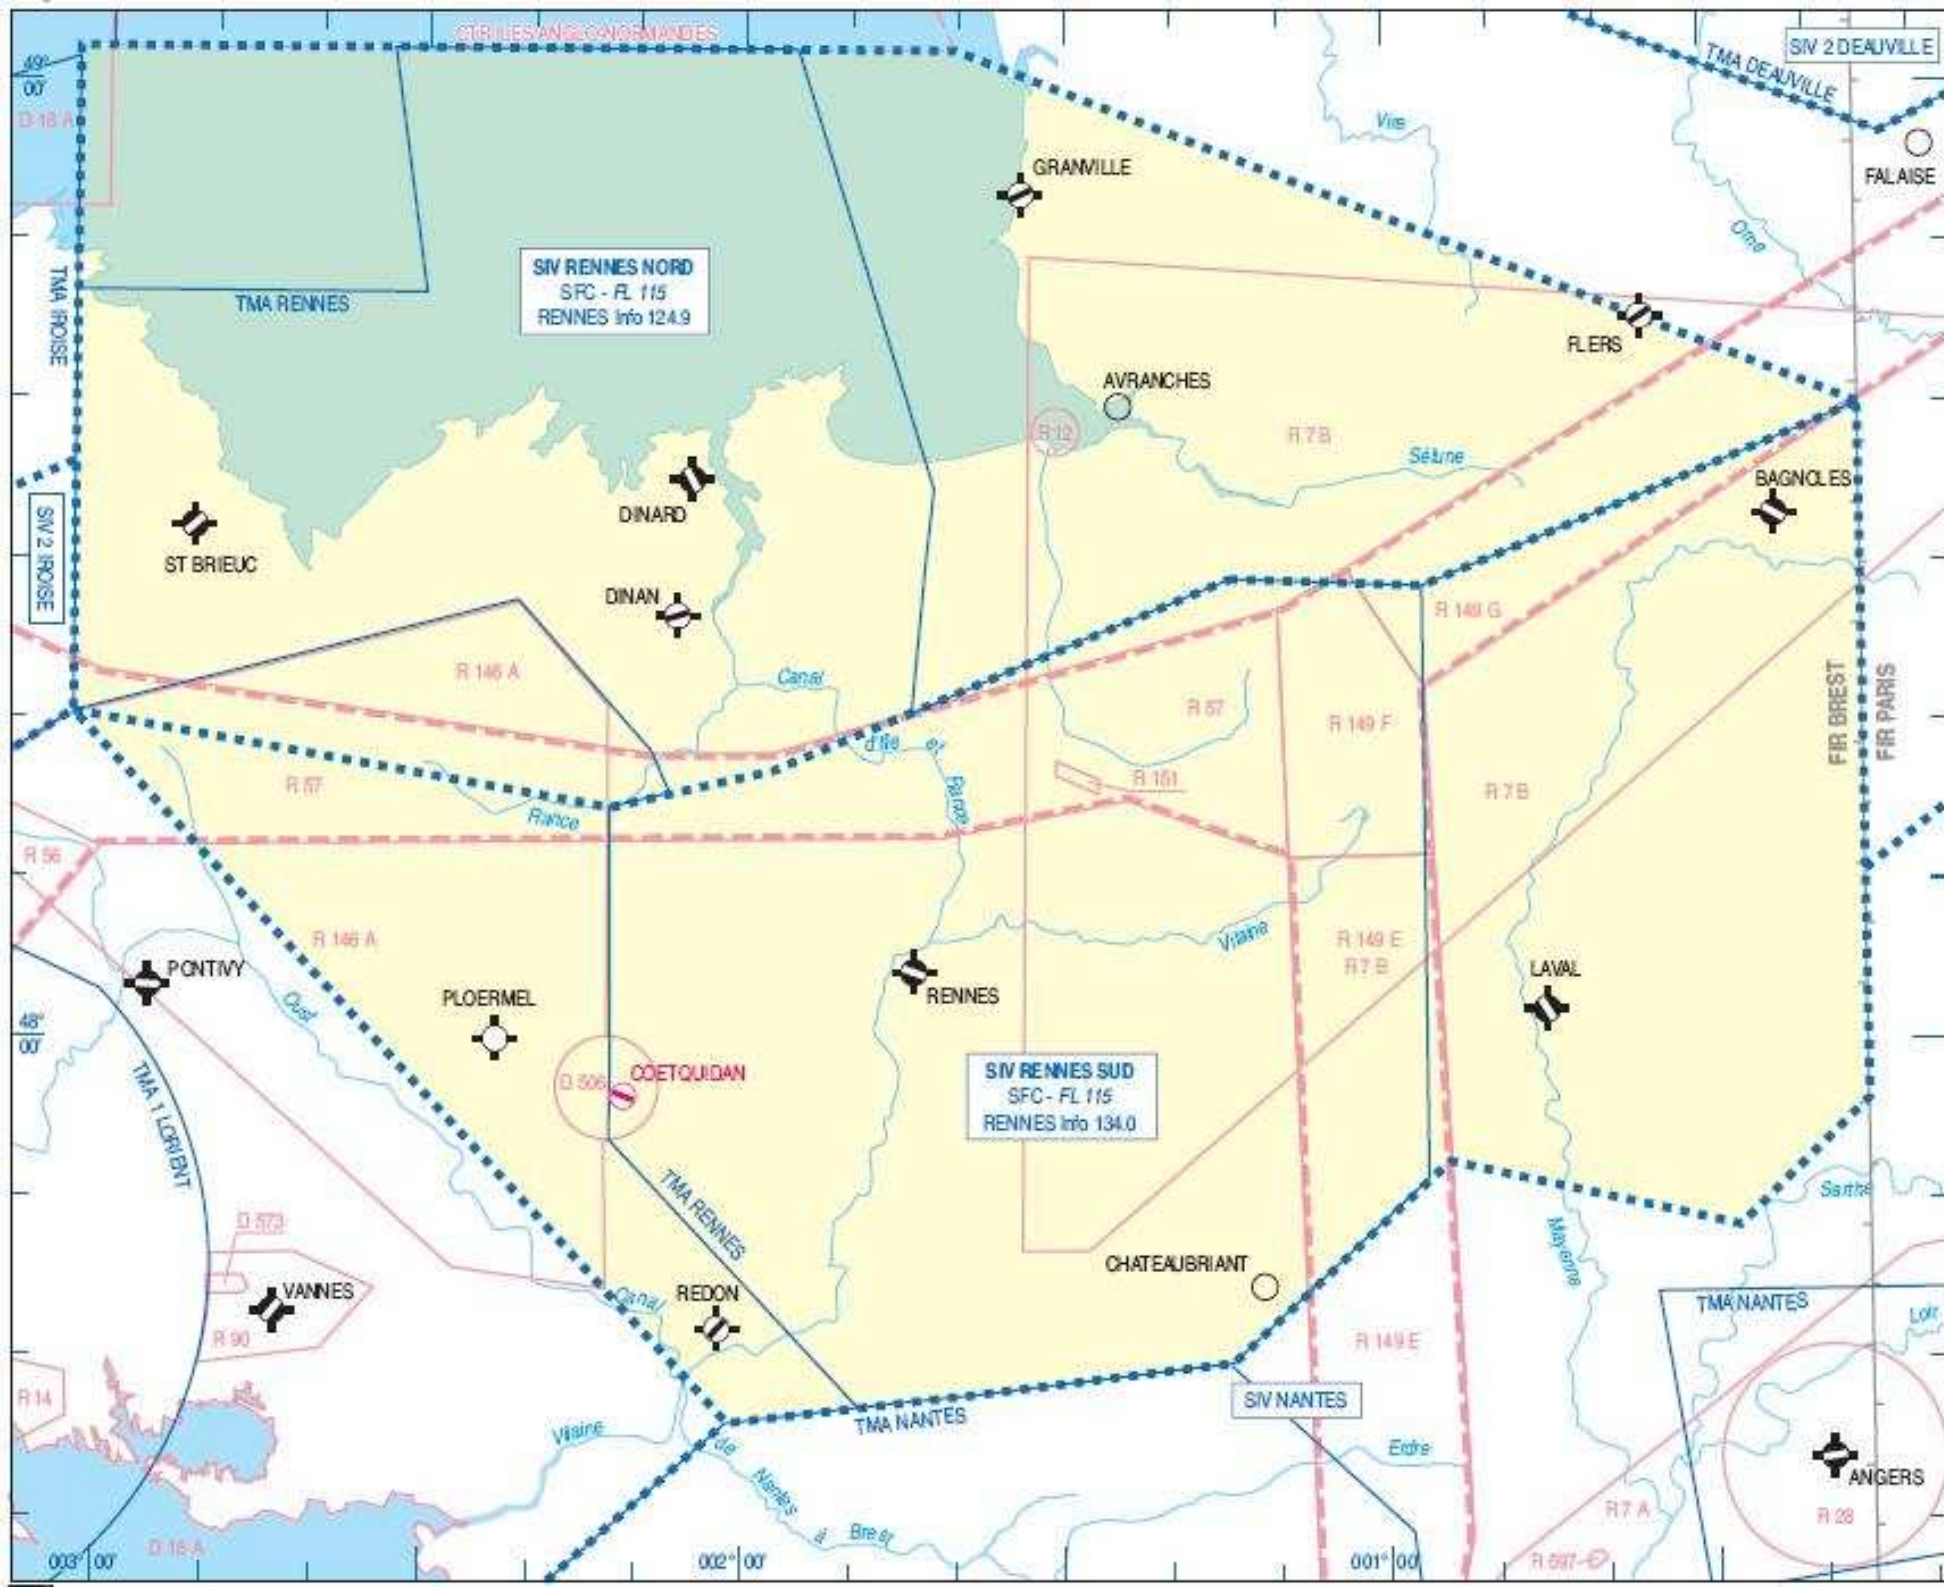 CTR LES ANGLO NORMANDES
SIV 2 DEAUVILLE
TMA DEAUVILLE
49°
00'
D 18 A
Vire
FALAISE
GRANVILLE
Orne
TMA IROISE
SIV RENNES NORD
SFC - FL 115
RENNES Info 124.9
TMA RENNES
FLERS
AVRANCHES
R 12
R 7 B
Sélune
BAGNOLES
DINARD
SIV 2 IROISE
ST BRIEUC
DINAN
R 149 G
R 146 A
Canal
R 57
R 149 F
FIR BREST
FIR PARIS
d'Ille
et
Rance
R 151
R 57
R 7 B
Rance
R 56
R 146 A
Vilaine
R 149 E
R 7 B
PONTIVY
LAVAL
PLOERMEL
RENNES
Oust
48°
00'
SIV RENNES SUD
SFC - FL 115
RENNES Info 134.0
COETQUIDAN
D 506
TMA 1 LORIENT
TMA RENNES
Sarthe
D 573
Mayenne
CHATEAUBRIANT
VANNES
Canal
REDON
TMA NANTES
Loir
R 90
R 149 E
R 14
SIV NANTES
TMA NANTES
Vilaine
de
Erdre
Nantes
ANGERS
à
Brest
R 7 A
R 28
D 18 A
003° 00'
002° 00'
001° 00'
R 597